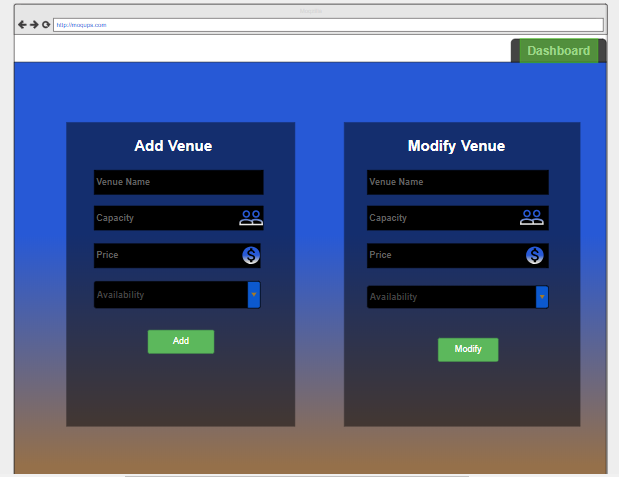 http://moqups.com
Dashboard
Add Venue
Venue Name
Capacity
Price
Availability
Add
Modify Venue
Venue Name
Capacity
$
Price
$
Availability
Modify